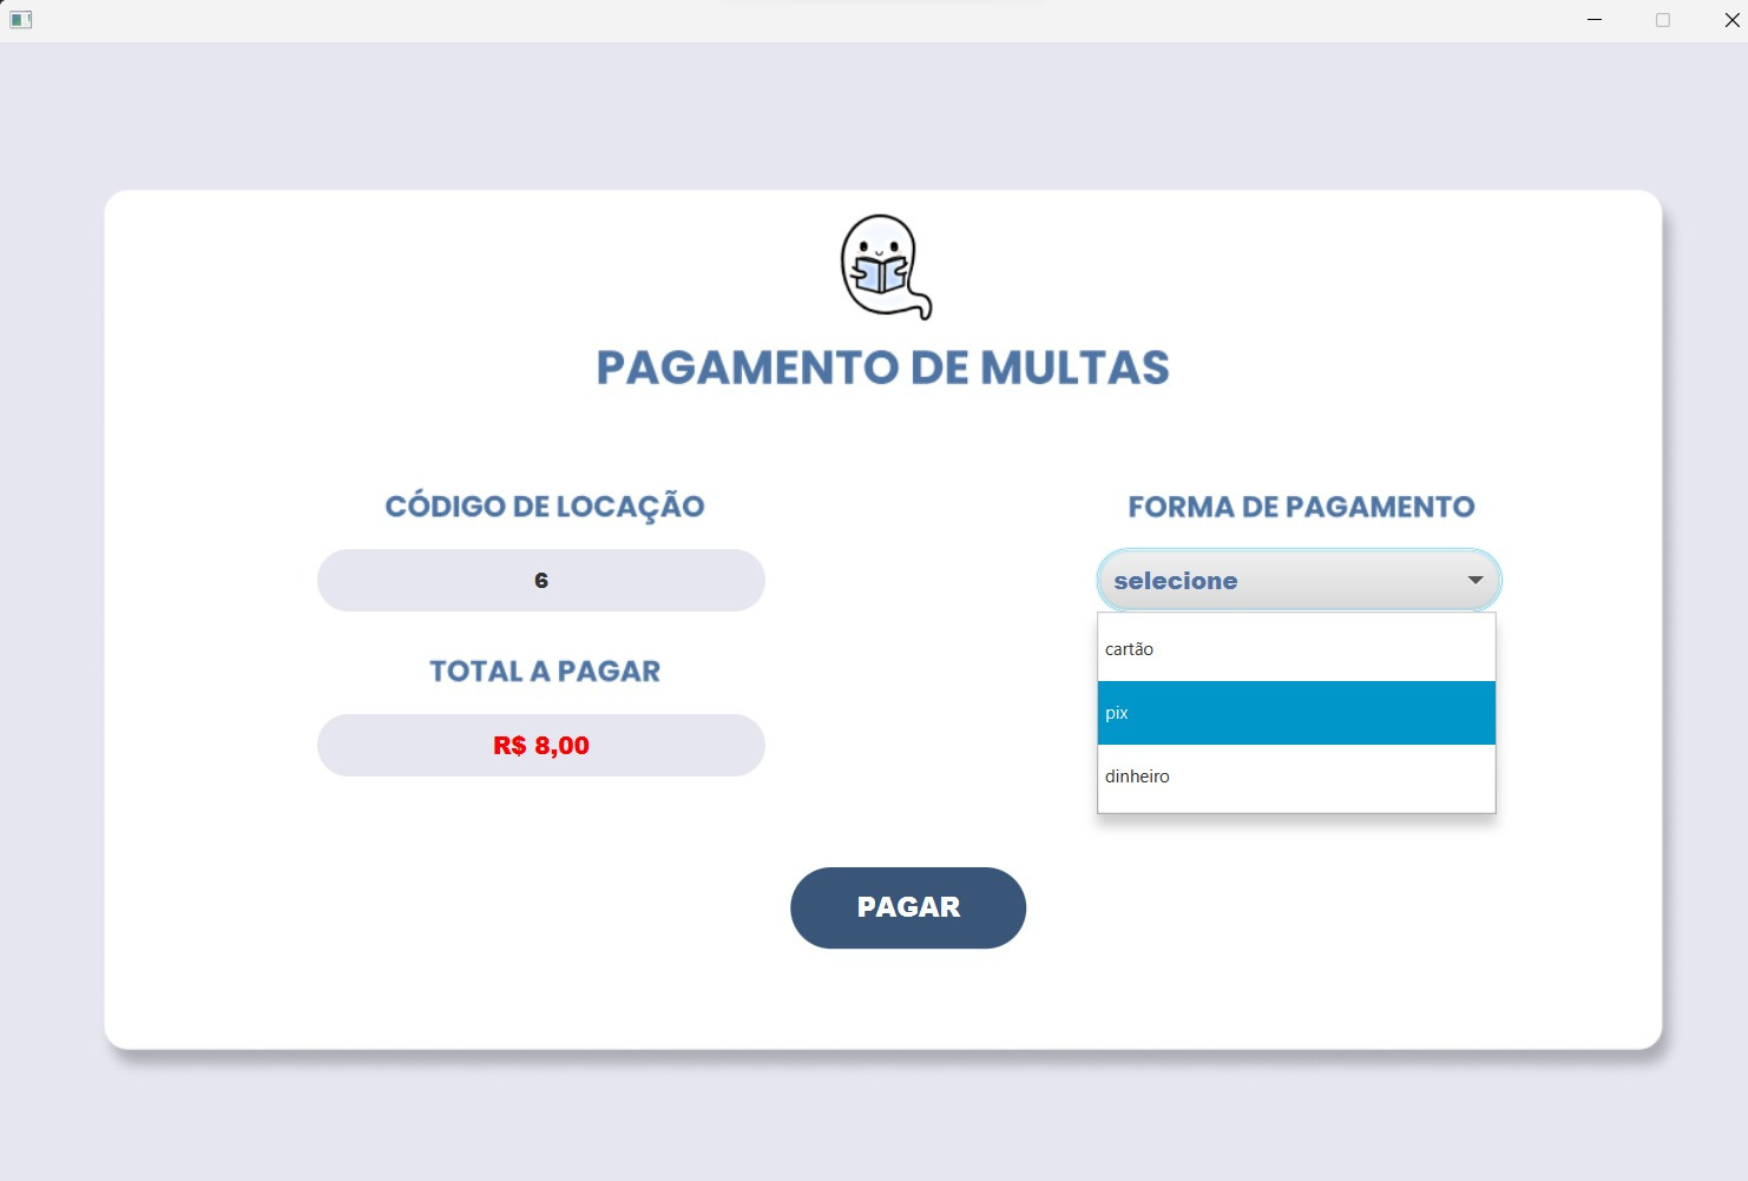 PAGAMENTO DE MULTAS
CÓDIGO DE LOCAÇÃO
6
TOTAL A PAGAR
R$ 8,00
FORMA DE PAGAMENTO
selecione
cartão
pix
dinheiro
PAGAR